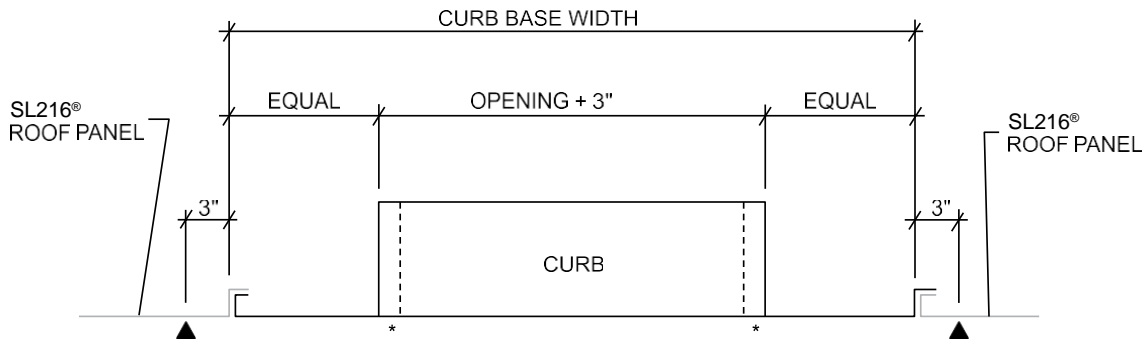 CURB BASE WIDTH
EQUAL
OPENING + 3"
EQUAL
SL216®
ROOF PANEL
SL216®
ROOF PANEL
3"
3"
CURB
*
*